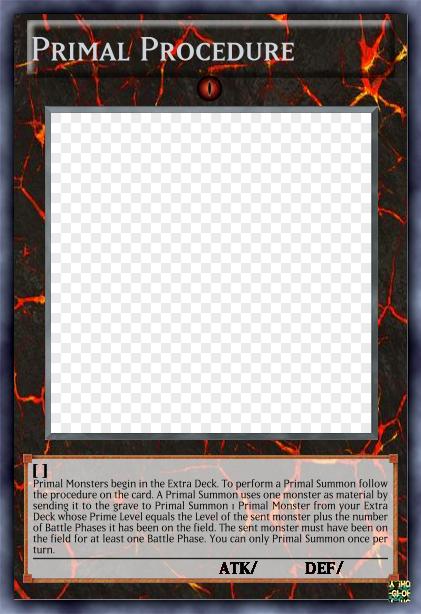 Primal Procedure
[ ]
Primal Monsters begin in the Extra Deck. To perform a Primal Summon follow
the procedure on the card. A Primal Summon uses one monster as material by
sending it to the grave to Primal Summon 1 Primal Monster from your Extra
Deck whose Prime Level equals the Level of the sent monster plus the number
of Battle Phases it has been on the field. The sent monster must have been on
the field for at least one Battle Phase. You can only Primal Summon once per
turn.
ATK/ DEF/